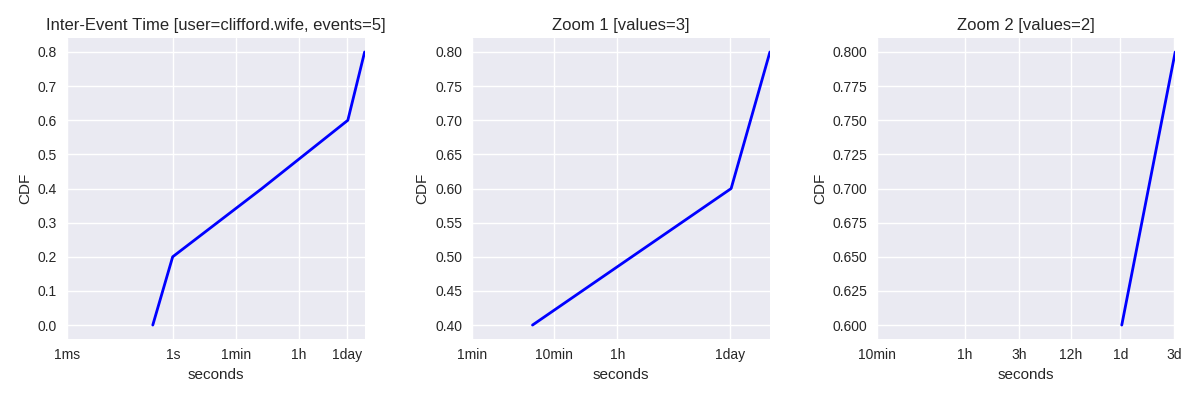 Inter-Event Time [user=clifford.wife, events=5]
CDF
0.8
0.7
0.6
0.5
0.4
0.3
0.2
0.1
0.0
1ms 1s 1min 1h 1day
seconds
Zoom 1 [values=3]
CDF
0.80
0.75
0.70
0.65
0.60
0.55
0.50
0.45
0.40
1min 10min 1h 1day
seconds
Zoom 2 [values=2]
CDF
0.800
0.775
0.750
0.725
0.700
0.675
0.650
0.625
0.600
10min 1h 3h 12h 1d 3d
seconds